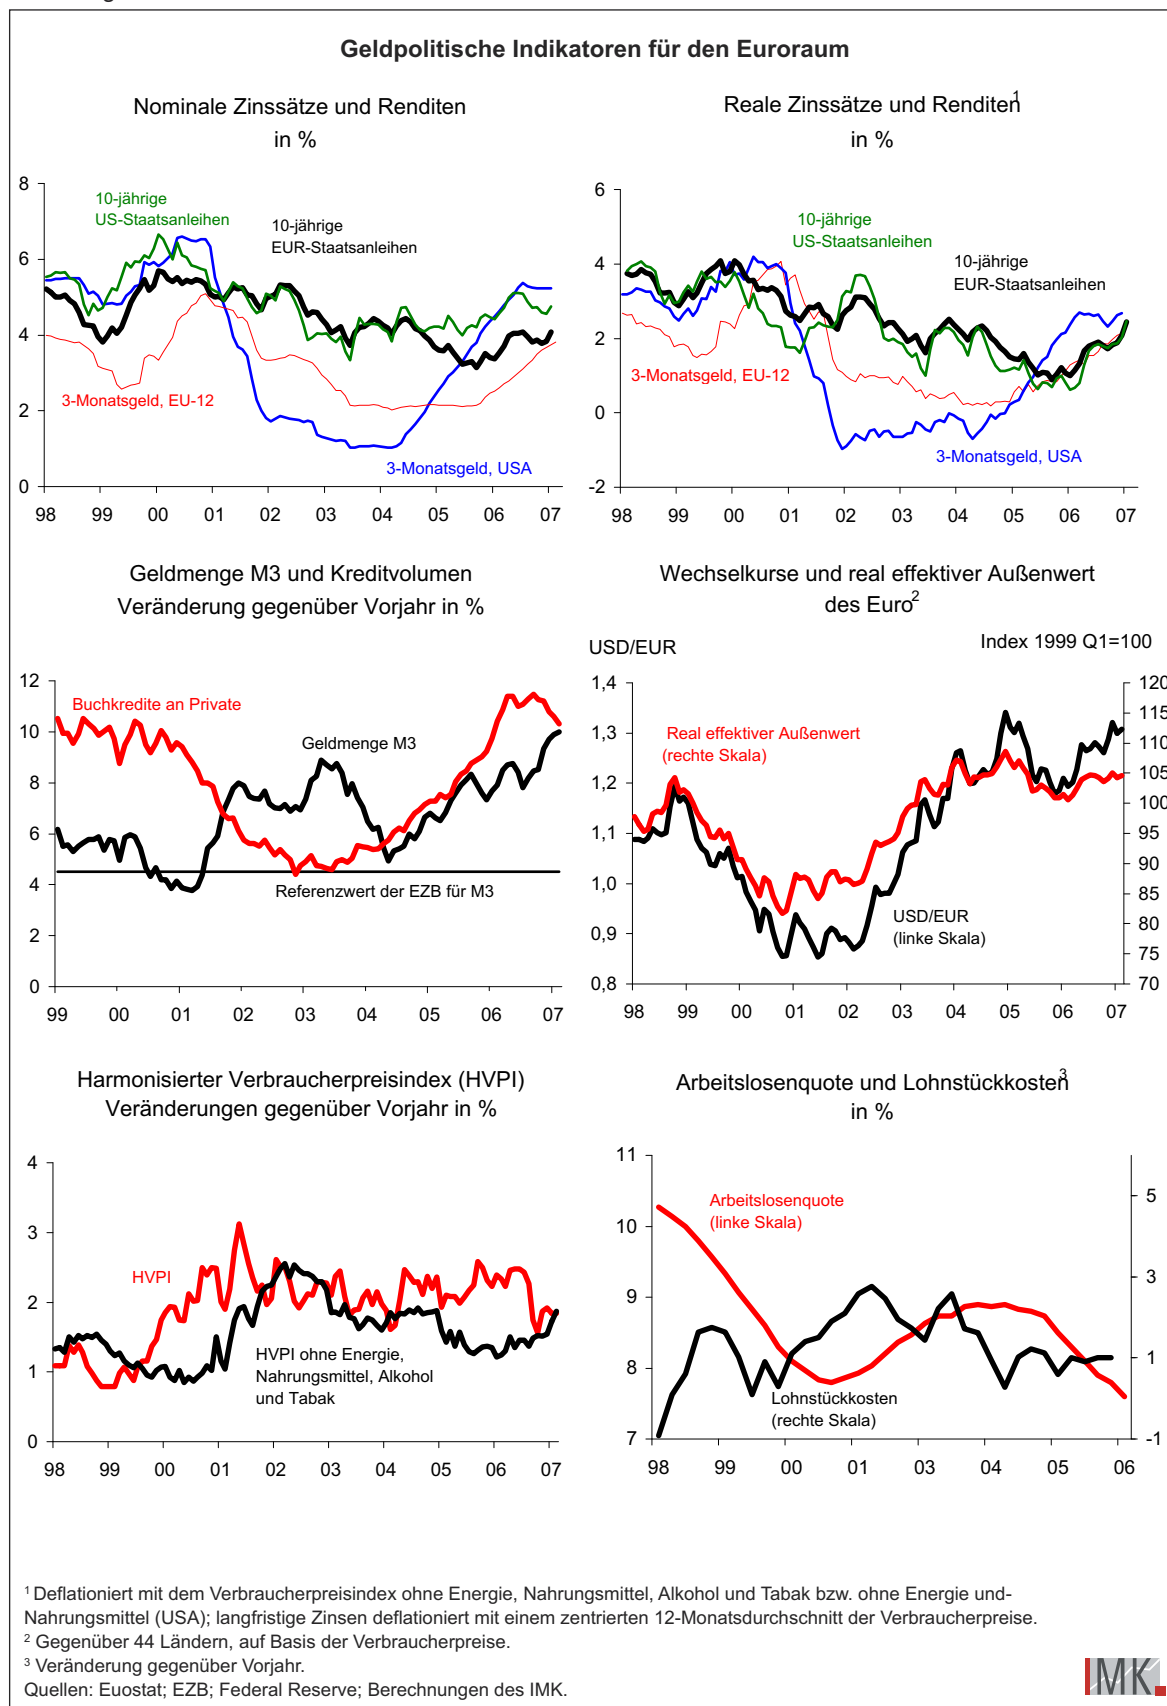 Geldpolitische Indikatoren für den Euroraum
Nominale Zinssätze und Renditen
in %
8
6
4
2
0
10-jährige
US-Staatsanleihen
10-jährige
EUR-Staatsanleihen
3-Monatsgeld, EU-12
3-Monatsgeld, USA
98 99 00 01 02 03 04 05 06 07
Reale Zinssätze und Renditen1
in %
6
4
2
0
-2
10-jährige
US-Staatsanleihen
10-jährige
EUR-Staatsanleihen
3-Monatsgeld, EU-12
3-Monatsgeld, USA
98 99 00 01 02 03 04 05 06 07
Geldmenge M3 und Kreditvolumen
Veränderung gegenüber Vorjahr in %
12
10
8
6
4
2
0
Buchkredite an Private
Geldmenge M3
Referenzwert der EZB für M3
99 00 01 02 03 04 05 06 07
Wechselkurse und real effektiver Außenwert
des Euro2
USD/EUR
Index 1999 Q1=100
1,4
1,3
1,2
1,1
1,0
0,9
0,8
120
115
110
105
100
95
90
85
80
75
70
Real effektiver Außenwert
(rechte Skala)
USD/EUR
(linke Skala)
98 99 00 01 02 03 04 05 06 07
Harmonisierter Verbraucherpreisindex (HVPI)
Veränderungen gegenüber Vorjahr in %
4
3
2
1
0
HVPI
HVPI ohne Energie,
Nahrungsmittel, Alkohol
und Tabak
98 99 00 01 02 03 04 05 06 07
Arbeitslosenquote und Lohnstückkosten3
in %
11
10
9
8
7
5
3
1
-1
Arbeitslosenquote
(linke Skala)
Lohnstückkosten
(rechte Skala)
98 99 00 01 03 04 05 06
1 Deflationiert mit dem Verbraucherpreisindex ohne Energie, Nahrungsmittel, Alkohol und Tabak bzw. ohne Energie und-
Nahrungsmittel (USA); langfristige Zinsen deflationiert mit einem zentrierten 12-Monatsdurchschnitt der Verbraucherpreise.
2 Gegenüber 44 Ländern, auf Basis der Verbraucherpreise.
3 Veränderung gegenüber Vorjahr.
Quellen: Euostat; EZB; Federal Reserve; Berechnungen des IMK.
IMK